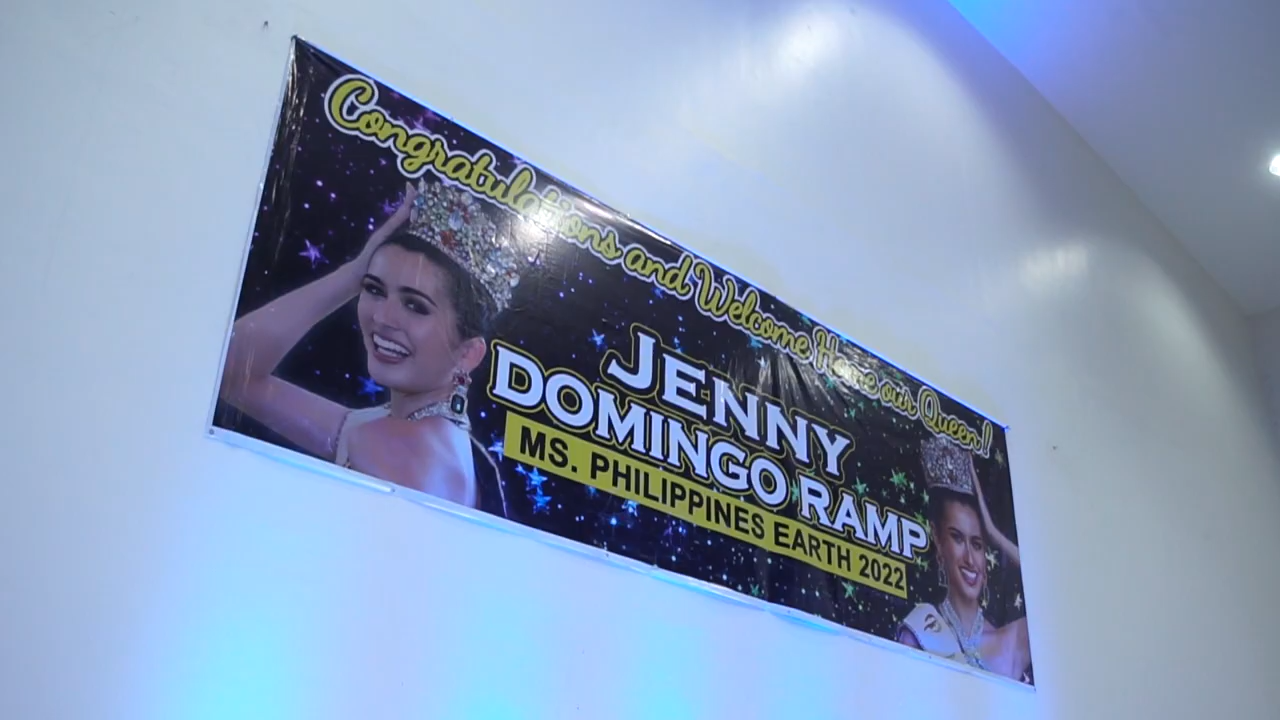 Congratulations and Welcome Home our Queen!
JENNY
DOMINGO RAMP
MS. PHILIPPINES EARTH 2022